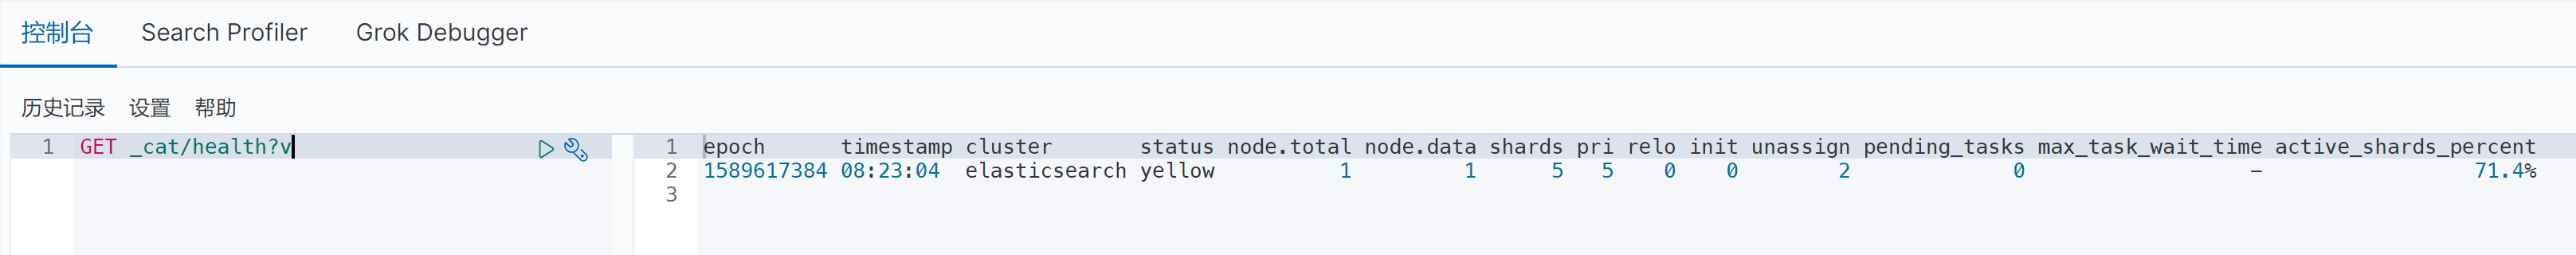 控制台 Search Profiler Grok Debugger
历史记录 设置 帮助
1 GET _cat/health?v
1 epoch timestamp cluster status node.total node.data shards pri relo init unassign pending_tasks max_task_wait_time active_shards_percent
2 1589617384 08:23:04 elasticsearch yellow 1 1 5 5 0 0 2 0 - 71.4%
3